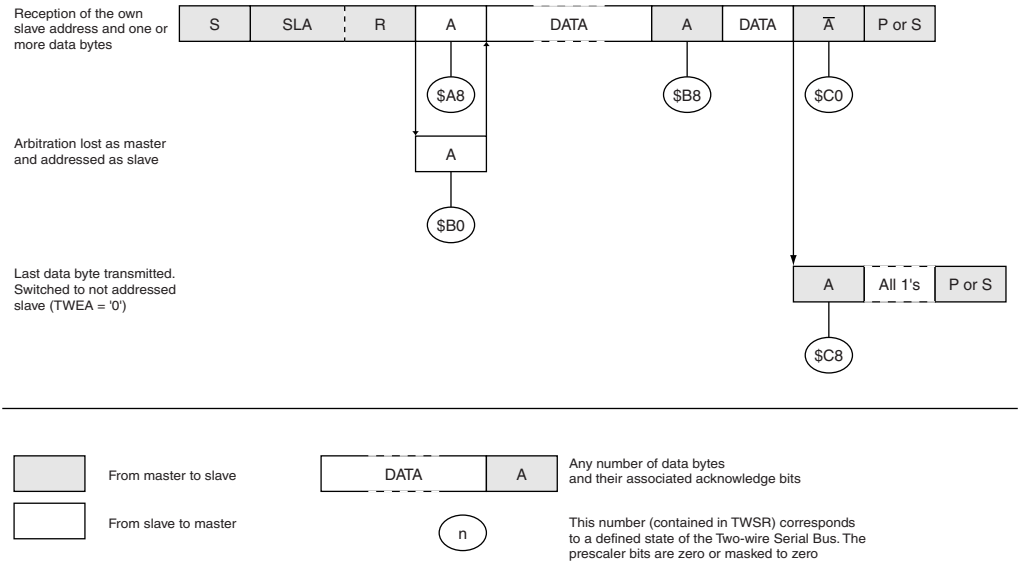 Reception of the own
slave address and one or
more data bytes
S SLA R A DATA A DATA A̅ P or S
$A8 $B8 $C0
Arbitration lost as master
and addressed as slave
A
$B0
Last data byte transmitted.
Switched to not addressed
slave (TWEA = '0')
A All 1's P or S
$C8
From master to slave
DATA A
Any number of data bytes
and their associated acknowledge bits
From slave to master
n
This number (contained in TWSR) corresponds
to a defined state of the Two-wire Serial Bus. The
prescaler bits are zero or masked to zero